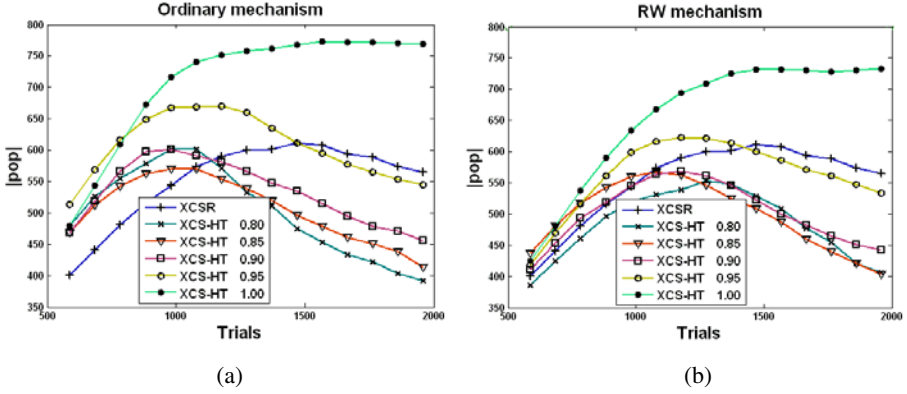 Ordinary mechanism
800
750
700
650
600
550
500
450
400
350
|pop|
XCSR
XCS-HT 0.80
XCS-HT 0.85
XCS-HT 0.90
XCS-HT 0.95
XCS-HT 1.00
500
1000
1500
2000
Trials
(a)
RW mechanism
800
750
700
650
600
550
500
450
400
350
|pop|
XCSR
XCS-HT 0.80
XCS-HT 0.85
XCS-HT 0.90
XCS-HT 0.95
XCS-HT 1.00
500
1000
1500
2000
Trials
(b)